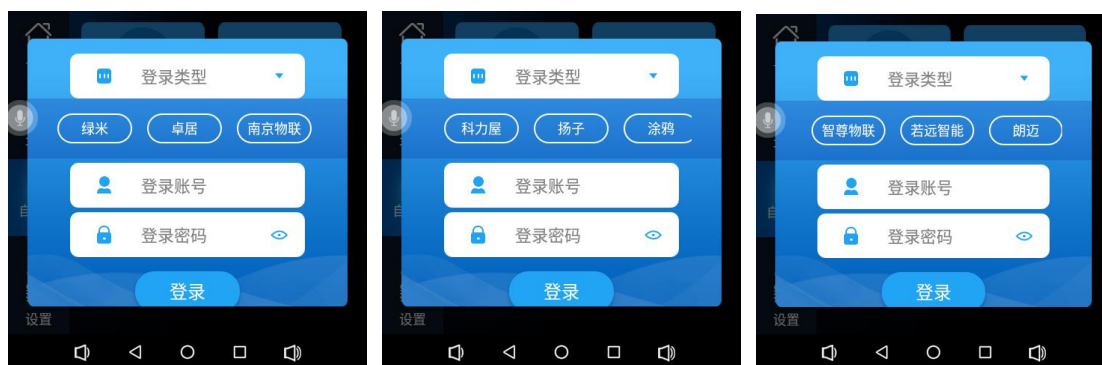 登录类型
绿米 卓居 南京物联
登录账号
登录密码
登录
设置
登录类型
科力屋 扬子 涂鸦
登录账号
登录密码
登录
设置
登录类型
智尊物联 若远智能 朗迈
登录账号
登录密码
登录
设置